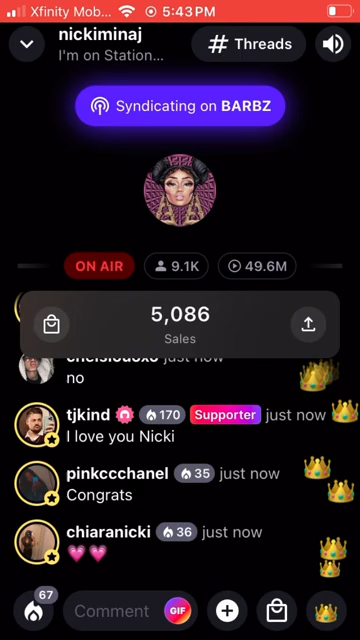 Xfinity Mob... 5:43PM
nickiminaj
I'm on Station...
# Threads
Syndicating on BARBZ
ON AIR 9.1K 49.6M
5,086
Sales
just now
no
tjkind 170 Supporter just now
I love you Nicki
pinkccchanel 35 just now
Congrats
chiaranicki 36 just now
67
Comment GIF